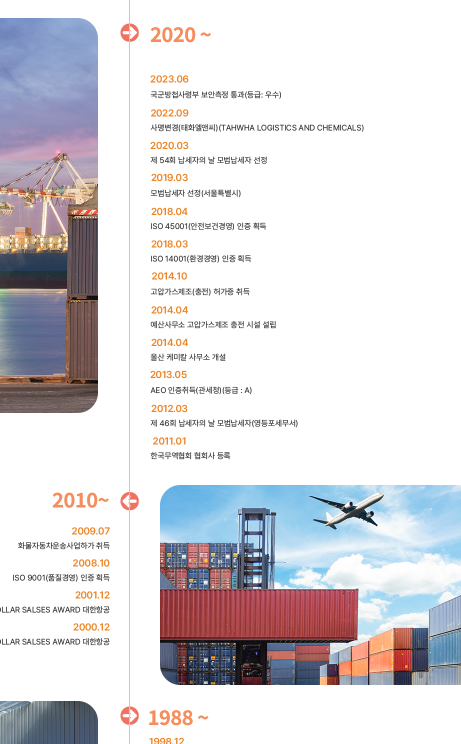 2020 ~
2023.06
국군방첩사령부 보안측정 통과(등급: 우수)
2022.09
사명변경(태화엘앤씨)(TAHWHA LOGISTICS AND CHEMICALS)
2020.03
제 54회 납세자의 날 모범납세자 선정
2019.03
모범납세자 선정(서울특별시)
2018.04
ISO 45001(안전보건경영) 인증 획득
2018.03
ISO 14001(환경경영) 인증 획득
2014.10
고압가스제조(충전) 허가증 취득
2014.04
예산사무소 고압가스제조 충전 시설 설립
2014.04
울산 케미칼 사무소 개설
2013.05
AEO 인증취득(관세청)(등급 : A)
2012.03
제 46회 납세자의 날 모범납세자(영등포세무서)
2011.01
한국무역협회 협회사 등록
2010~
2009.07
화물자동차운송사업허가 취득
2008.10
ISO 9001(품질경영) 인증 획득
2001.12
OLLAR SALSES AWARD 대한항공
2000.12
OLLAR SALSES AWARD 대한항공
1988 ~
1998.12